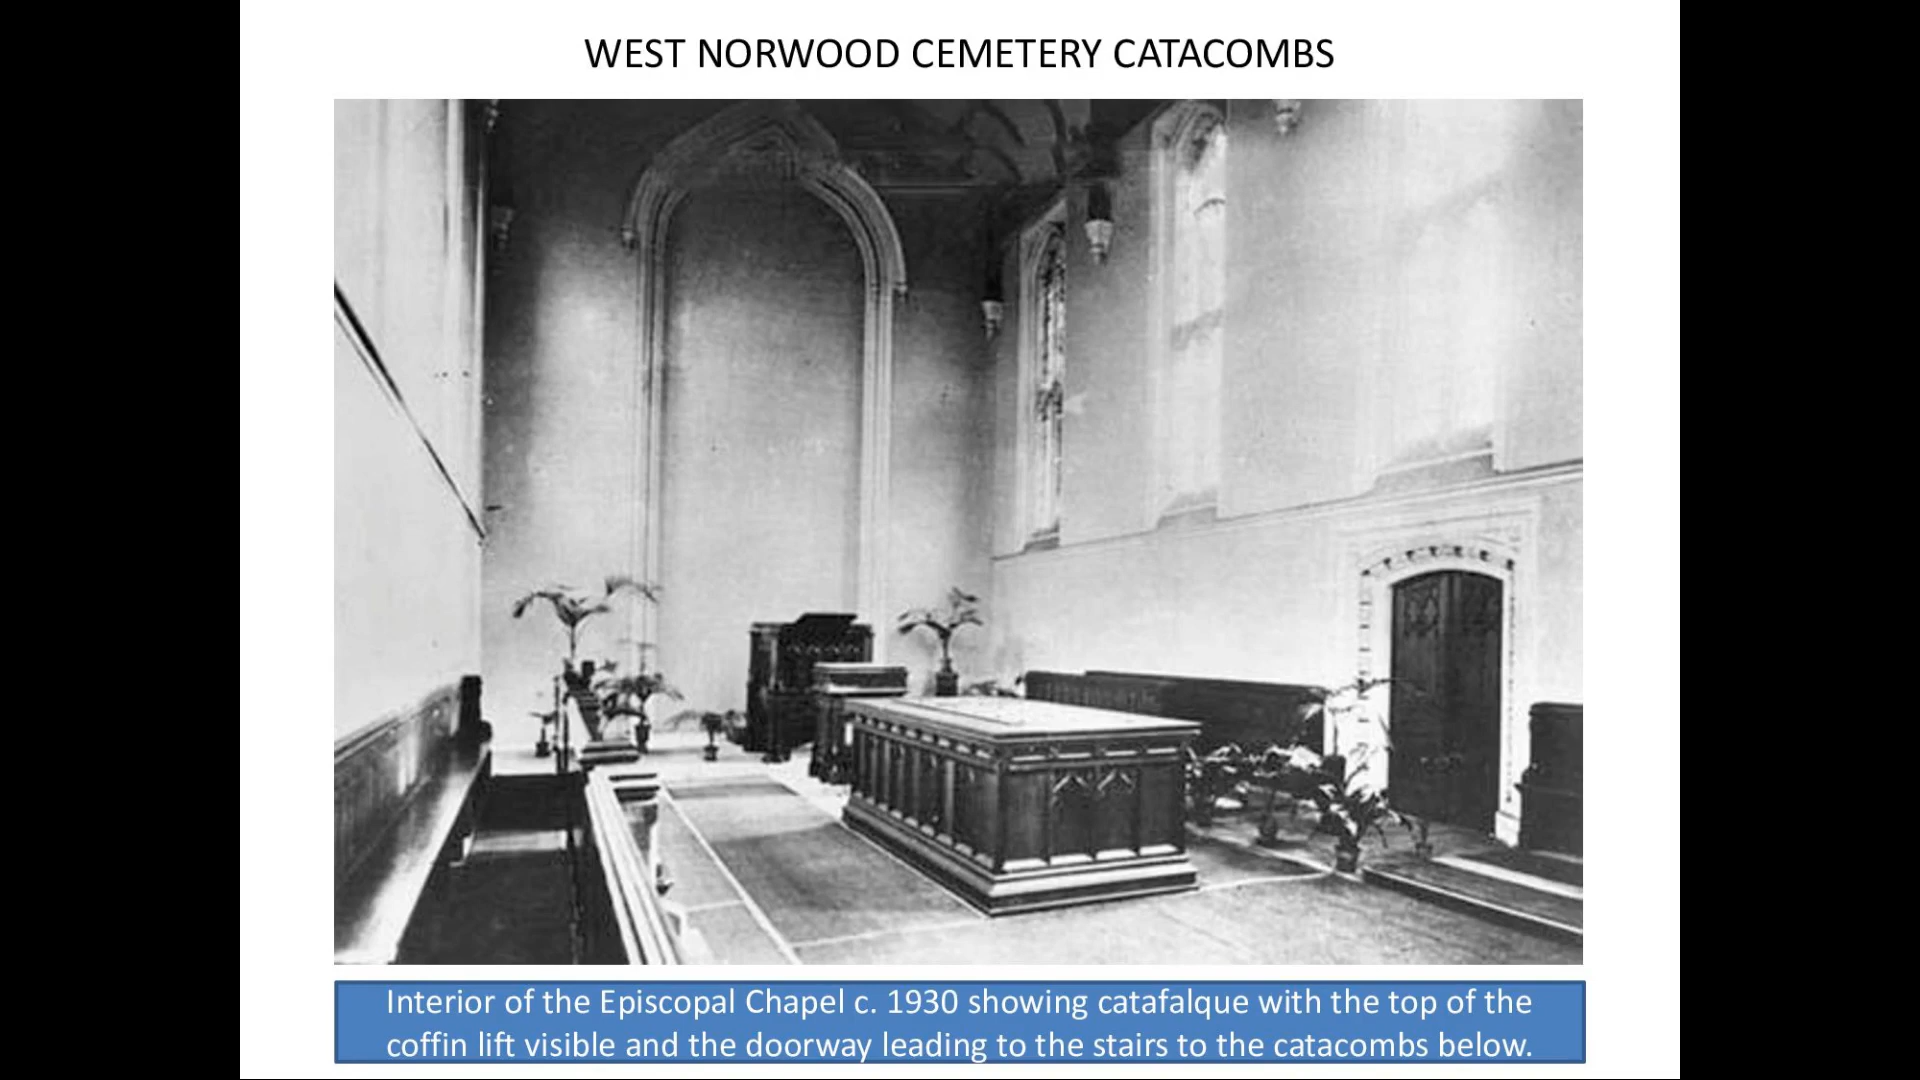 WEST NORWOOD CEMETERY CATACOMBS
Interior of the Episcopal Chapel c. 1930 showing catafalque with the top of the
coffin lift visible and the doorway leading to the stairs to the catacombs below.